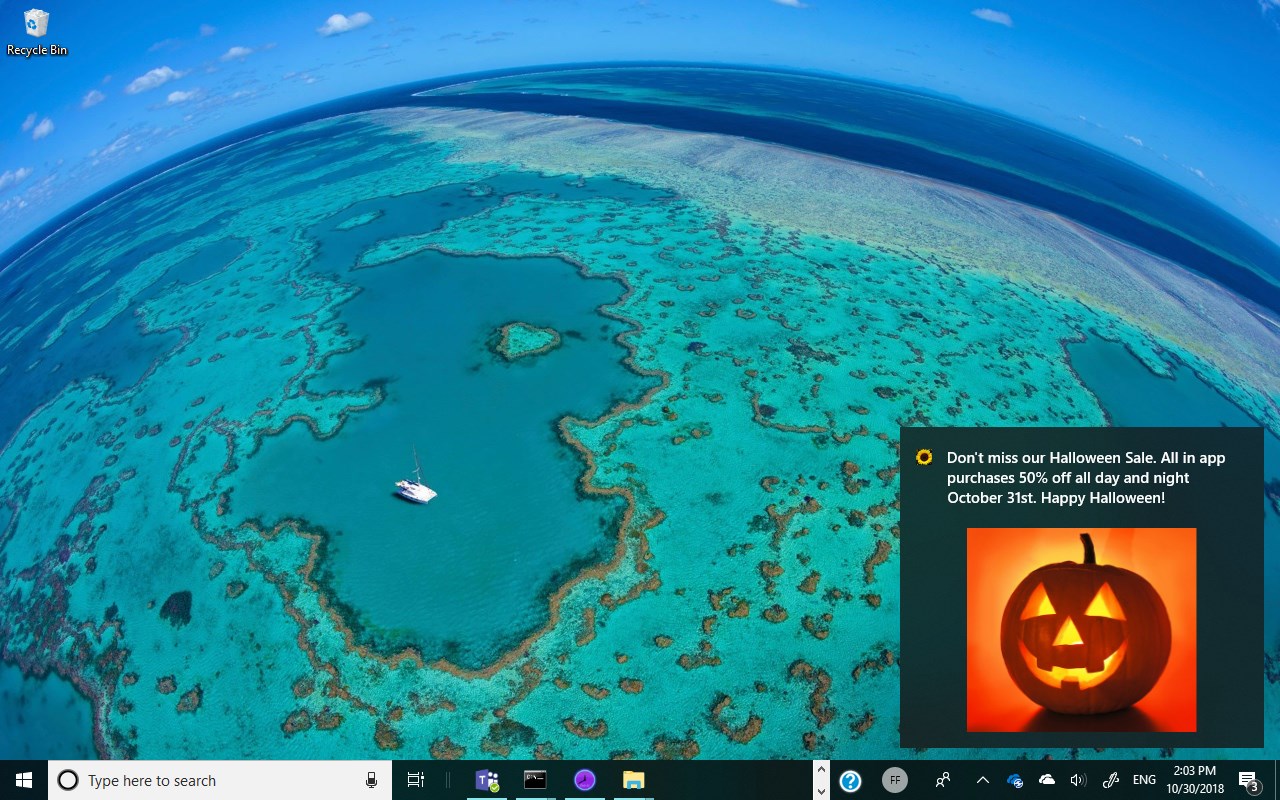 Recycle Bin
Don't miss our Halloween Sale. All in app
purchases 50% off all day and night
October 31st. Happy Halloween!
Type here to search
FF
ENG
2:03 PM
10/30/2018
3